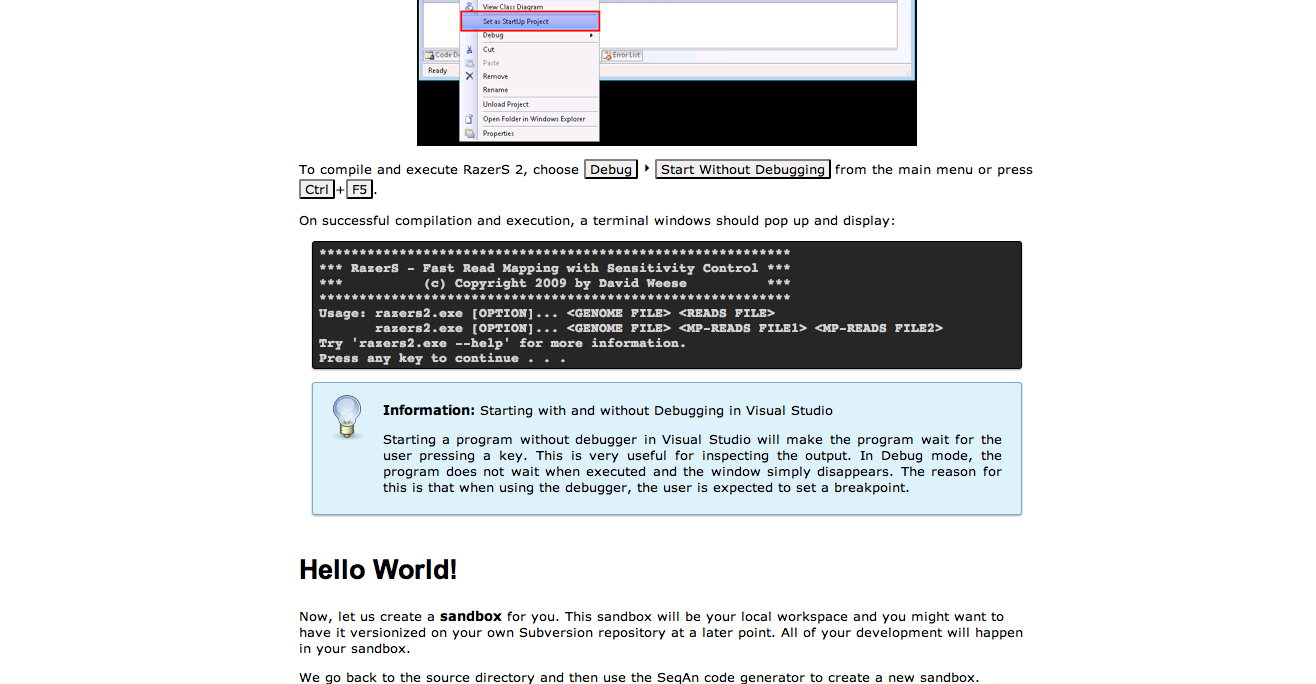 View Class Diagram
Set as StartUp Project
Debug
Cut
Paste
Remove
Rename
Unload Project
Open Folder in Windows Explorer
Properties
Code
Error List
Ready
To compile and execute RazerS 2, choose Debug ‣ Start Without Debugging from the main menu or press
Ctrl+F5.
On successful compilation and execution, a terminal windows should pop up and display:
***********************************************************
*** RazerS - Fast Read Mapping with Sensitivity Control ***
***          (c) Copyright 2009 by David Weese          ***
***********************************************************
Usage: razers2.exe [OPTION]... <GENOME FILE> <READS FILE>
       razers2.exe [OPTION]... <GENOME FILE> <MP-READS FILE1> <MP-READS FILE2>
Try 'razers2.exe --help' for more information.
Press any key to continue . . .
Information: Starting with and without Debugging in Visual Studio
Starting a program without debugger in Visual Studio will make the program wait for the
user pressing a key. This is very useful for inspecting the output. In Debug mode, the
program does not wait when executed and the window simply disappears. The reason for
this is that when using the debugger, the user is expected to set a breakpoint.
Hello World!
Now, let us create a sandbox for you. This sandbox will be your local workspace and you might want to
have it versionized on your own Subversion repository at a later point. All of your development will happen
in your sandbox.
We go back to the source directory and then use the SeqAn code generator to create a new sandbox.